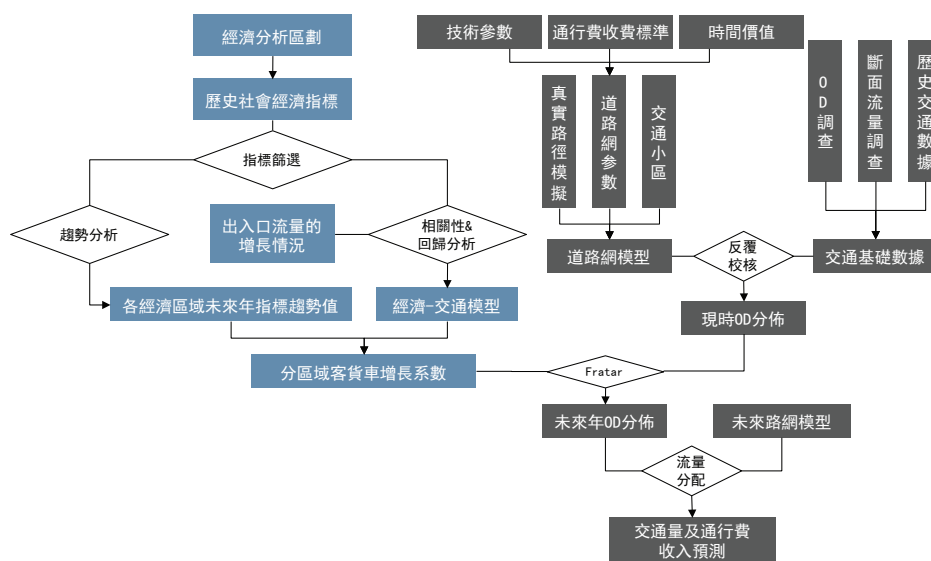 經濟分析區劃
歷史社會經濟指標
指標篩選
趨勢分析
出入口流量的
增長情況
相關性&
回歸分析
各經濟區域未來年指標趨勢值
經濟-交通模型
分區域客貨車增長系數
技術參數
通行費收費標準
時間價值
真實路徑模擬
道路網參數
交通小區
OD調查
斷面流量調查
歷史交通數據
道路網模型
反覆
校核
交通基礎數據
現時OD分佈
Fratar
未來年OD分佈
未來路網模型
流量
分配
交通量及通行費
收入預測